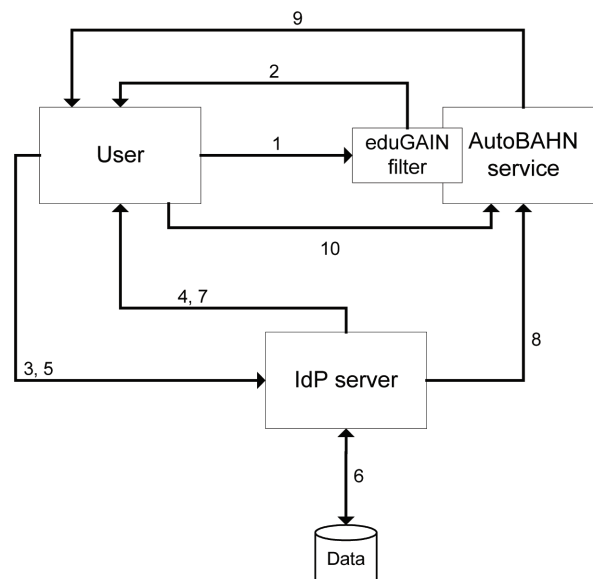 9
2
User
1
eduGAIN
filter
AutoBAHN
service
10
4, 7
3, 5
IdP server
8
6
Data